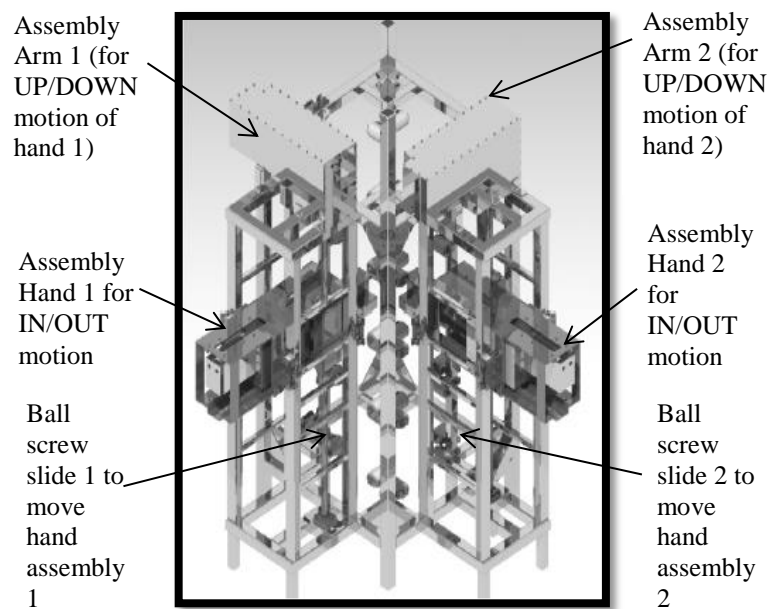 Assembly
Arm 1 (for
UP/DOWN
motion of
hand 1)
Assembly
Arm 2 (for
UP/DOWN
motion of
hand 2)
Assembly
Hand 1 for
IN/OUT
motion
Assembly
Hand 2
for
IN/OUT
motion
Ball
screw
slide 1 to
move
hand
assembly
1
Ball
screw
slide 2 to
move
hand
assembly
2